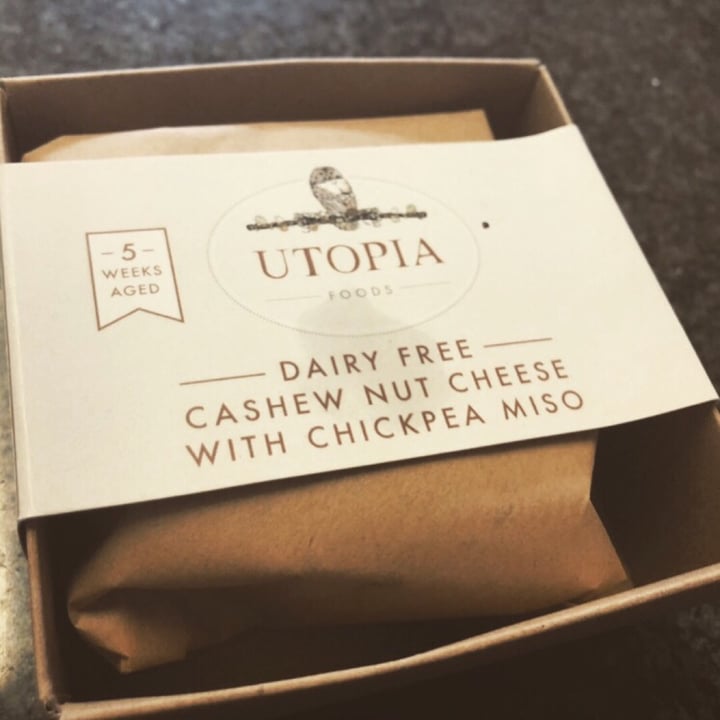 – 5 –
WEEKS
AGED
UTOPIA
FOODS
DAIRY FREE
CASHEW NUT CHEESE
WITH CHICKPEA MISO